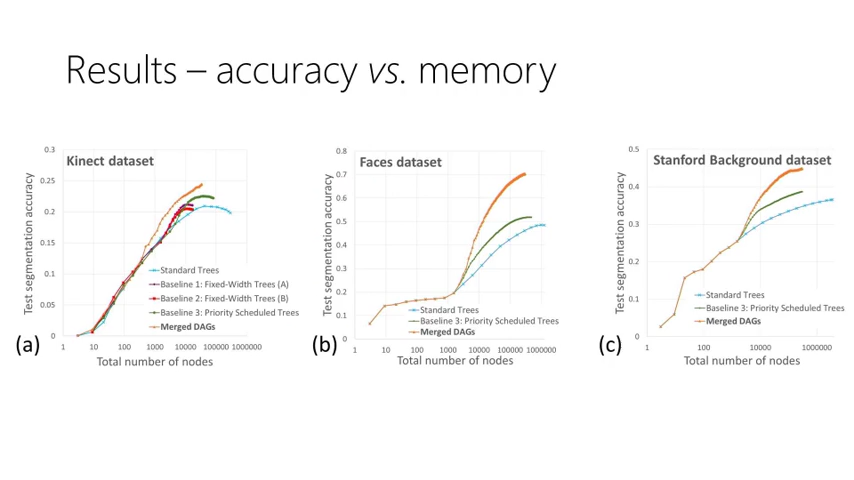 Results – accuracy vs. memory
Kinect dataset
Test segmentation accuracy
0.3
0.25
0.2
0.15
0.1
0.05
0
Standard Trees
Baseline 1: Fixed-Width Trees (A)
Baseline 2: Fixed-Width Trees (B)
Baseline 3: Priority Scheduled Trees
Merged DAGs
1 10 100 1000 10000 100000 1000000
Total number of nodes
(a)
Faces dataset
Test segmentation accuracy
0.8
0.7
0.6
0.5
0.4
0.3
0.2
0.1
0
Standard Trees
Baseline 3: Priority Scheduled Trees
Merged DAGs
1 10 100 1000 10000 100000 1000000
Total number of nodes
(b)
Stanford Background dataset
Test segmentation accuracy
0.5
0.4
0.3
0.2
0.1
0
Standard Trees
Baseline 3: Priority Scheduled Trees
Merged DAGs
1 100 10000 1000000
Total number of nodes
(c)